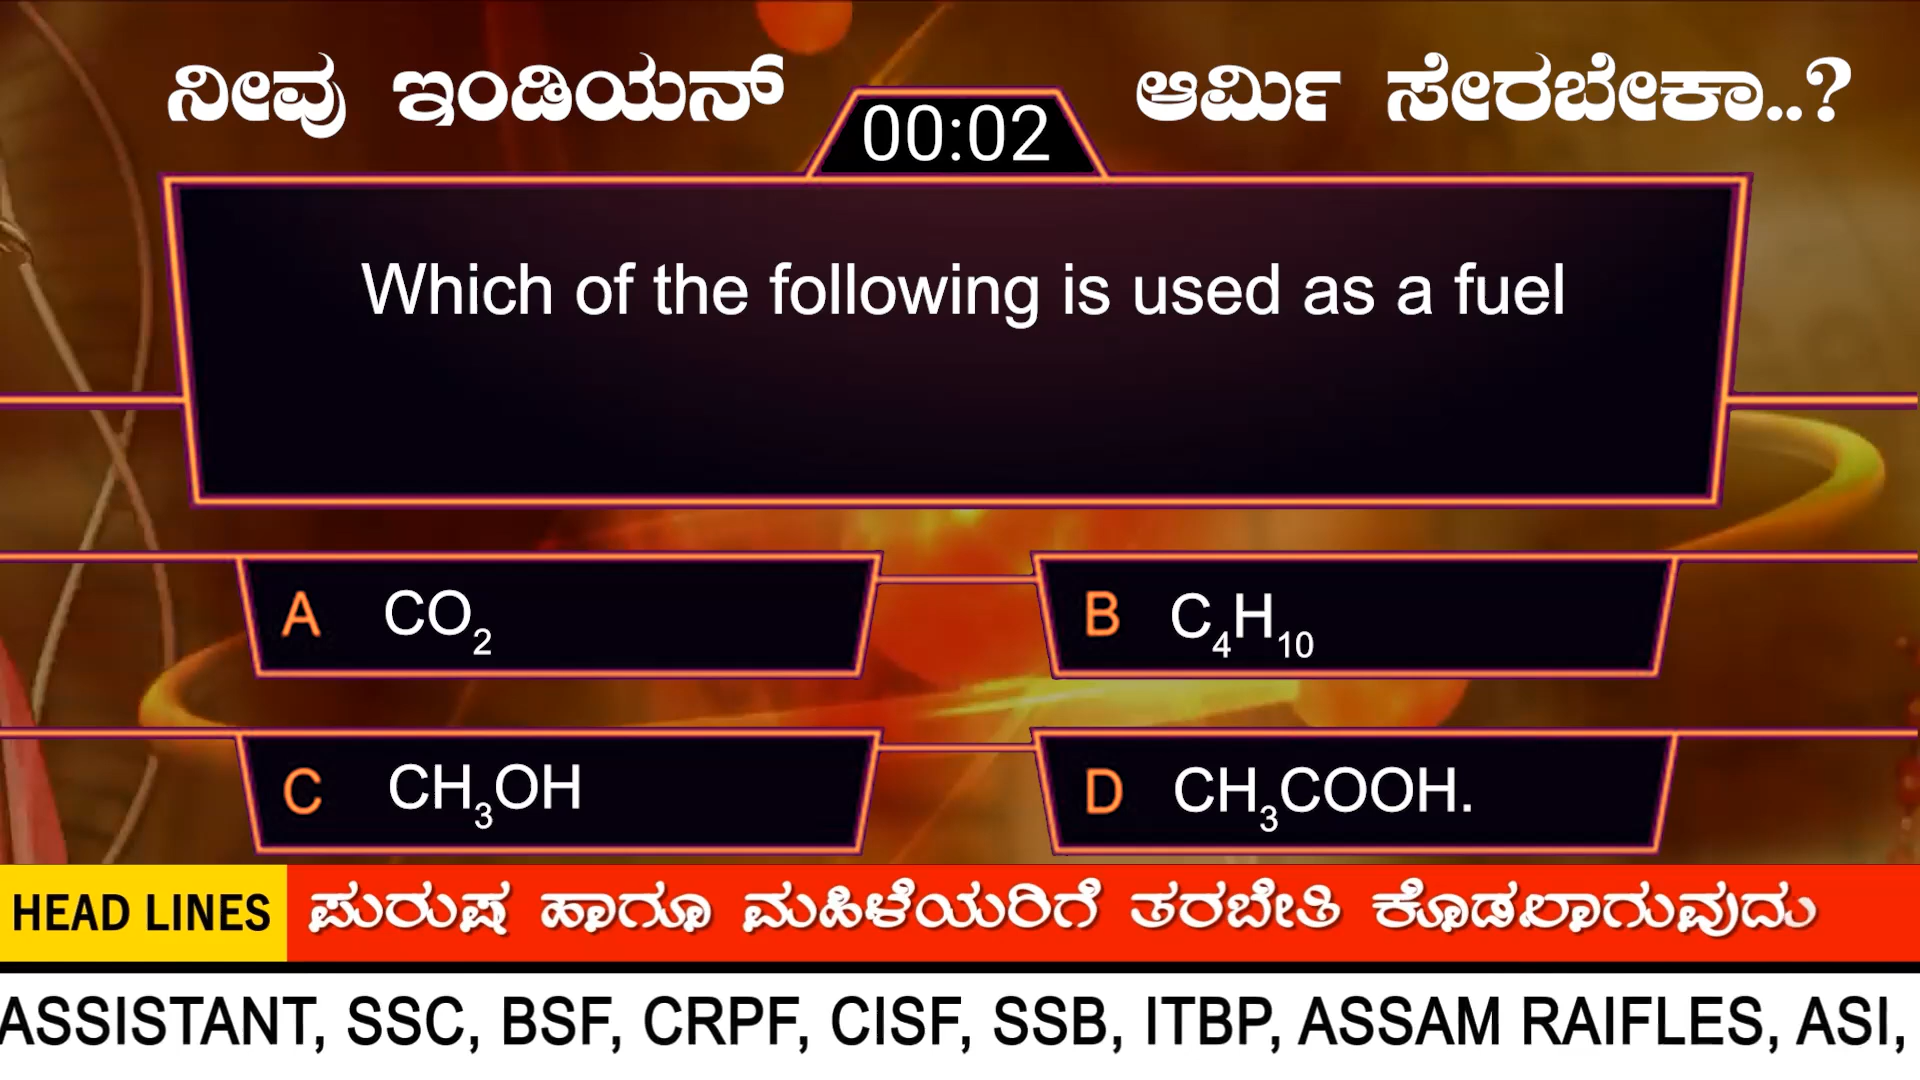 ನೀವು ಇಂಡಿಯನ್ ಆರ್ಮಿ ಸೇರಬೇಕಾ..?
00:02
Which of the following is used as a fuel
A CO₂
B C₄H₁₀
C CH₃OH
D CH₃COOH.
HEAD LINES ಪುರುಷ ಹಾಗೂ ಮಹಿಳೆಯರಿಗೆ ತರಬೇತಿ ಕೊಡಲಾಗುವುದು
ASSISTANT, SSC, BSF, CRPF, CISF, SSB, ITBP, ASSAM RAIFLES, ASI,